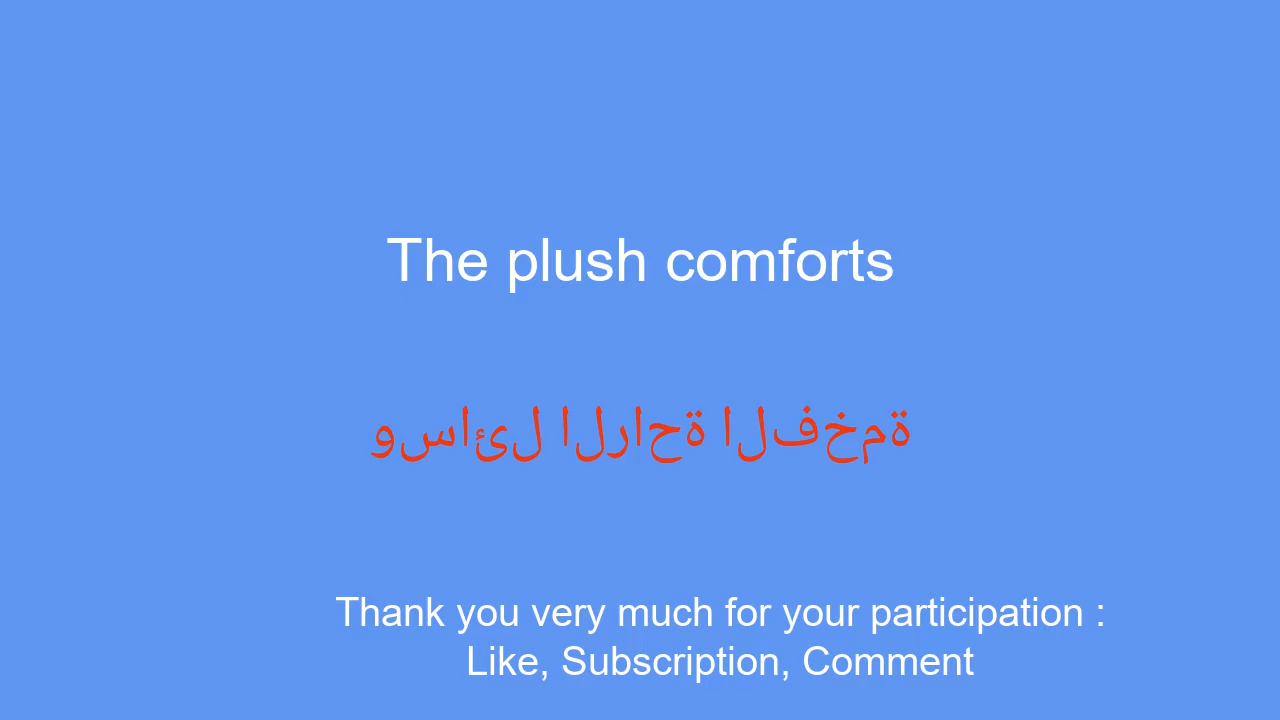 The plush comforts
وسائل الراحة الفخمة
Thank you very much for your participation :
Like, Subscription, Comment